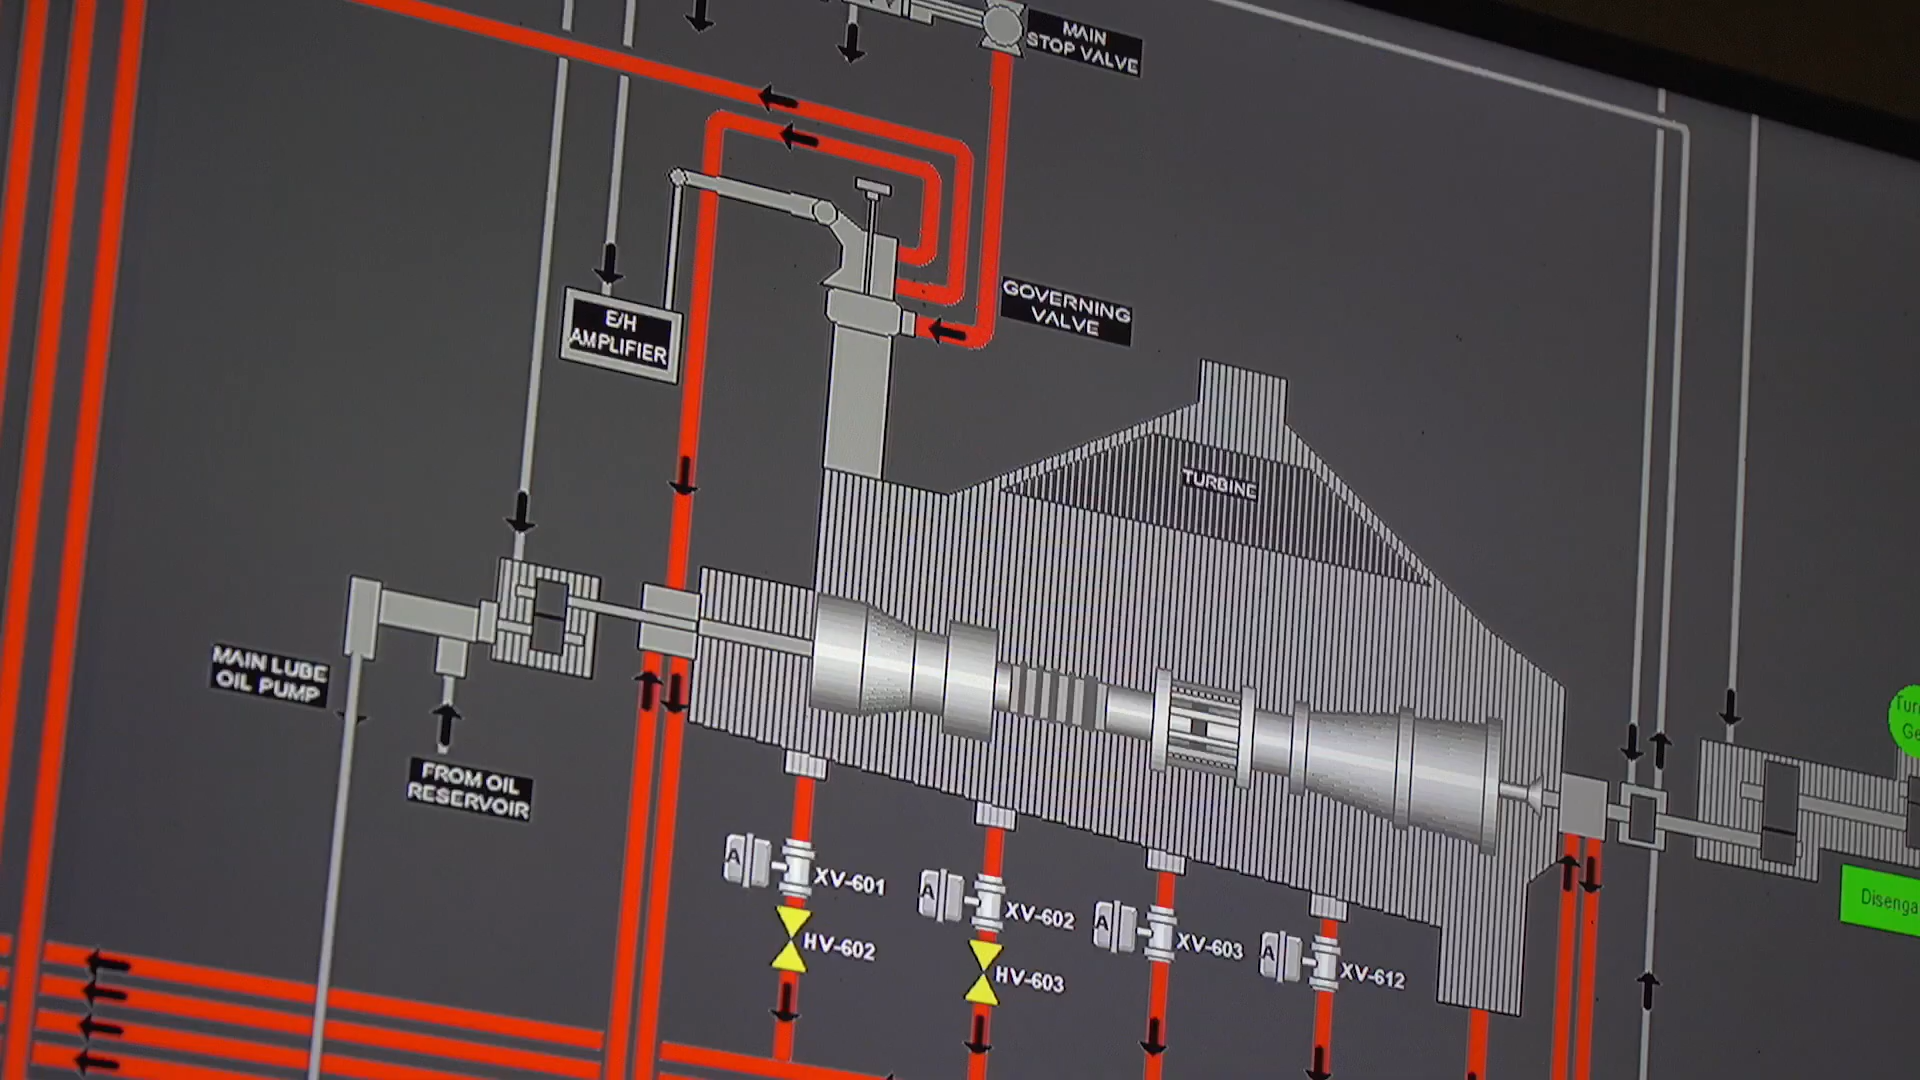 MAIN
STOP VALVE
GOVERNING
VALVE
E/H
AMPLIFIER
TURBINE
MAIN LUBE
OIL PUMP
FROM OIL
RESERVOIR
A
XV-601
HV-602
A
XV-602
HV-603
A
XV-603
A
XV-612